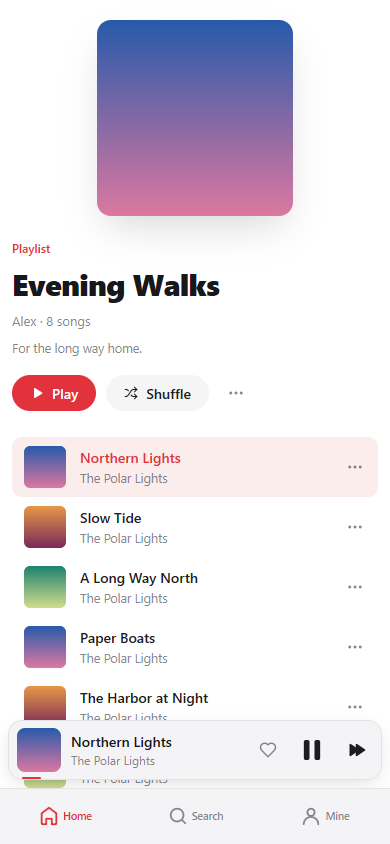 Playlist
Evening Walks
Alex · 8 songs
For the long way home.
Play
Shuffle
Northern Lights
The Polar Lights
Slow Tide
The Polar Lights
A Long Way North
The Polar Lights
Paper Boats
The Polar Lights
The Harbor at Night
The Polar Lights
Northern Lights
The Polar Lights
The Polar Lights
Home
Search
Mine